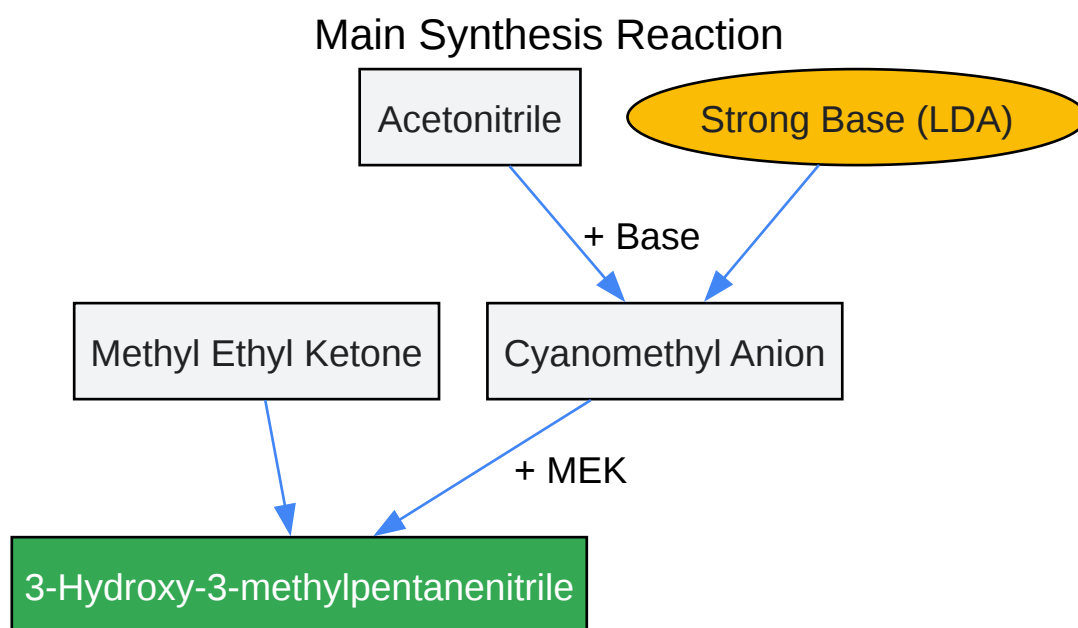 Main Synthesis Reaction
Acetonitrile
Strong Base (LDA)
+ Base
Methyl Ethyl Ketone
Cyanomethyl Anion
+ MEK
3-Hydroxy-3-methylpentanenitrile